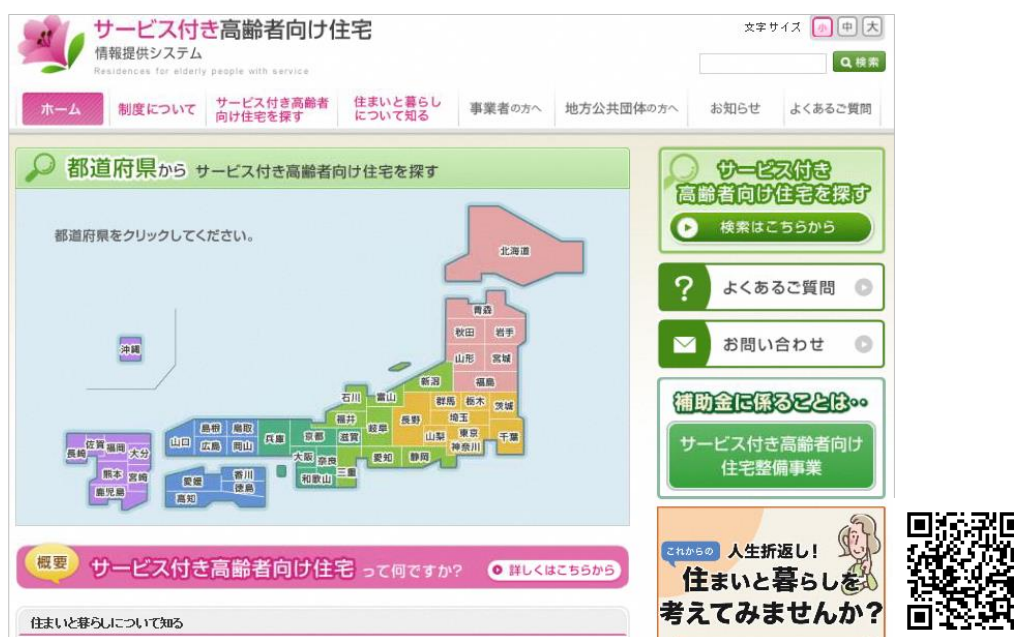 サービス付き高齢者向け住宅
情報提供システム
Residences for elderly people with service
文字サイズ 小 中 大
検索
ホーム
制度について
サービス付き高齢者
向け住宅を探す
住まいと暮らし
について知る
事業者の方へ
地方公共団体の方へ
お知らせ
よくあるご質問
都道府県から サービス付き高齢者向け住宅を探す
都道府県をクリックしてください。
北海道
青森
秋田 岩手
山形 宮城
福島
新潟
石川 富山
福井 岐阜 長野
群馬 栃木 茨城
埼玉
山梨 東京 千葉
神奈川
愛知 静岡
三重
滋賀
京都
兵庫
大阪 奈良
和歌山
島根 鳥取
山口 広島 岡山
愛媛 香川
高知 徳島
佐賀 福岡 大分
長崎
熊本 宮崎
鹿児島
沖縄
サービス付き
高齢者向け住宅を探す
検索はこちらから
? よくあるご質問
お問い合わせ
補助金に係ることは・・
サービス付き高齢者向け
住宅整備事業
これからの 人生折返し!
住まいと暮らしを
考えてみませんか?
概要 サービス付き高齢者向け住宅 って何ですか? 詳しくはこちらから
住まいと暮らしについて知る